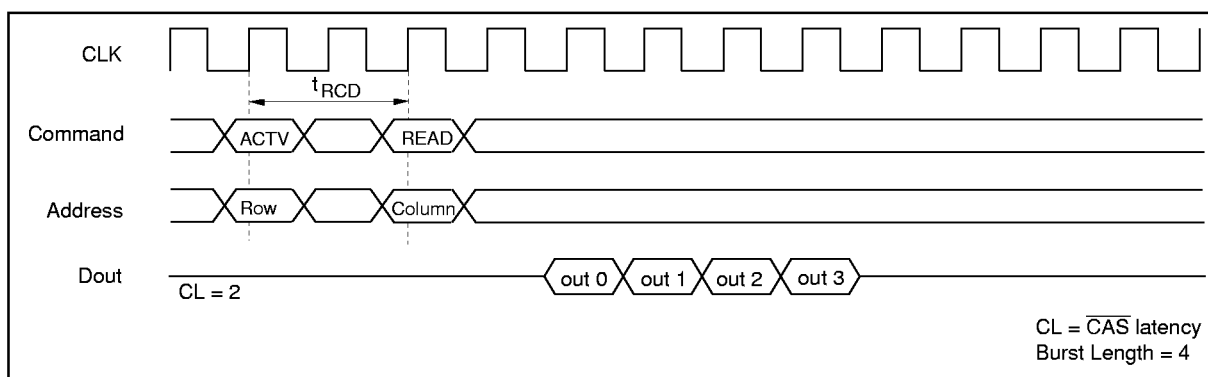 CLK
tRCD
Command ACTV READ
Address Row Column
Dout out 0 out 1 out 2 out 3
CL = 2
CL = CAS latency
Burst Length = 4